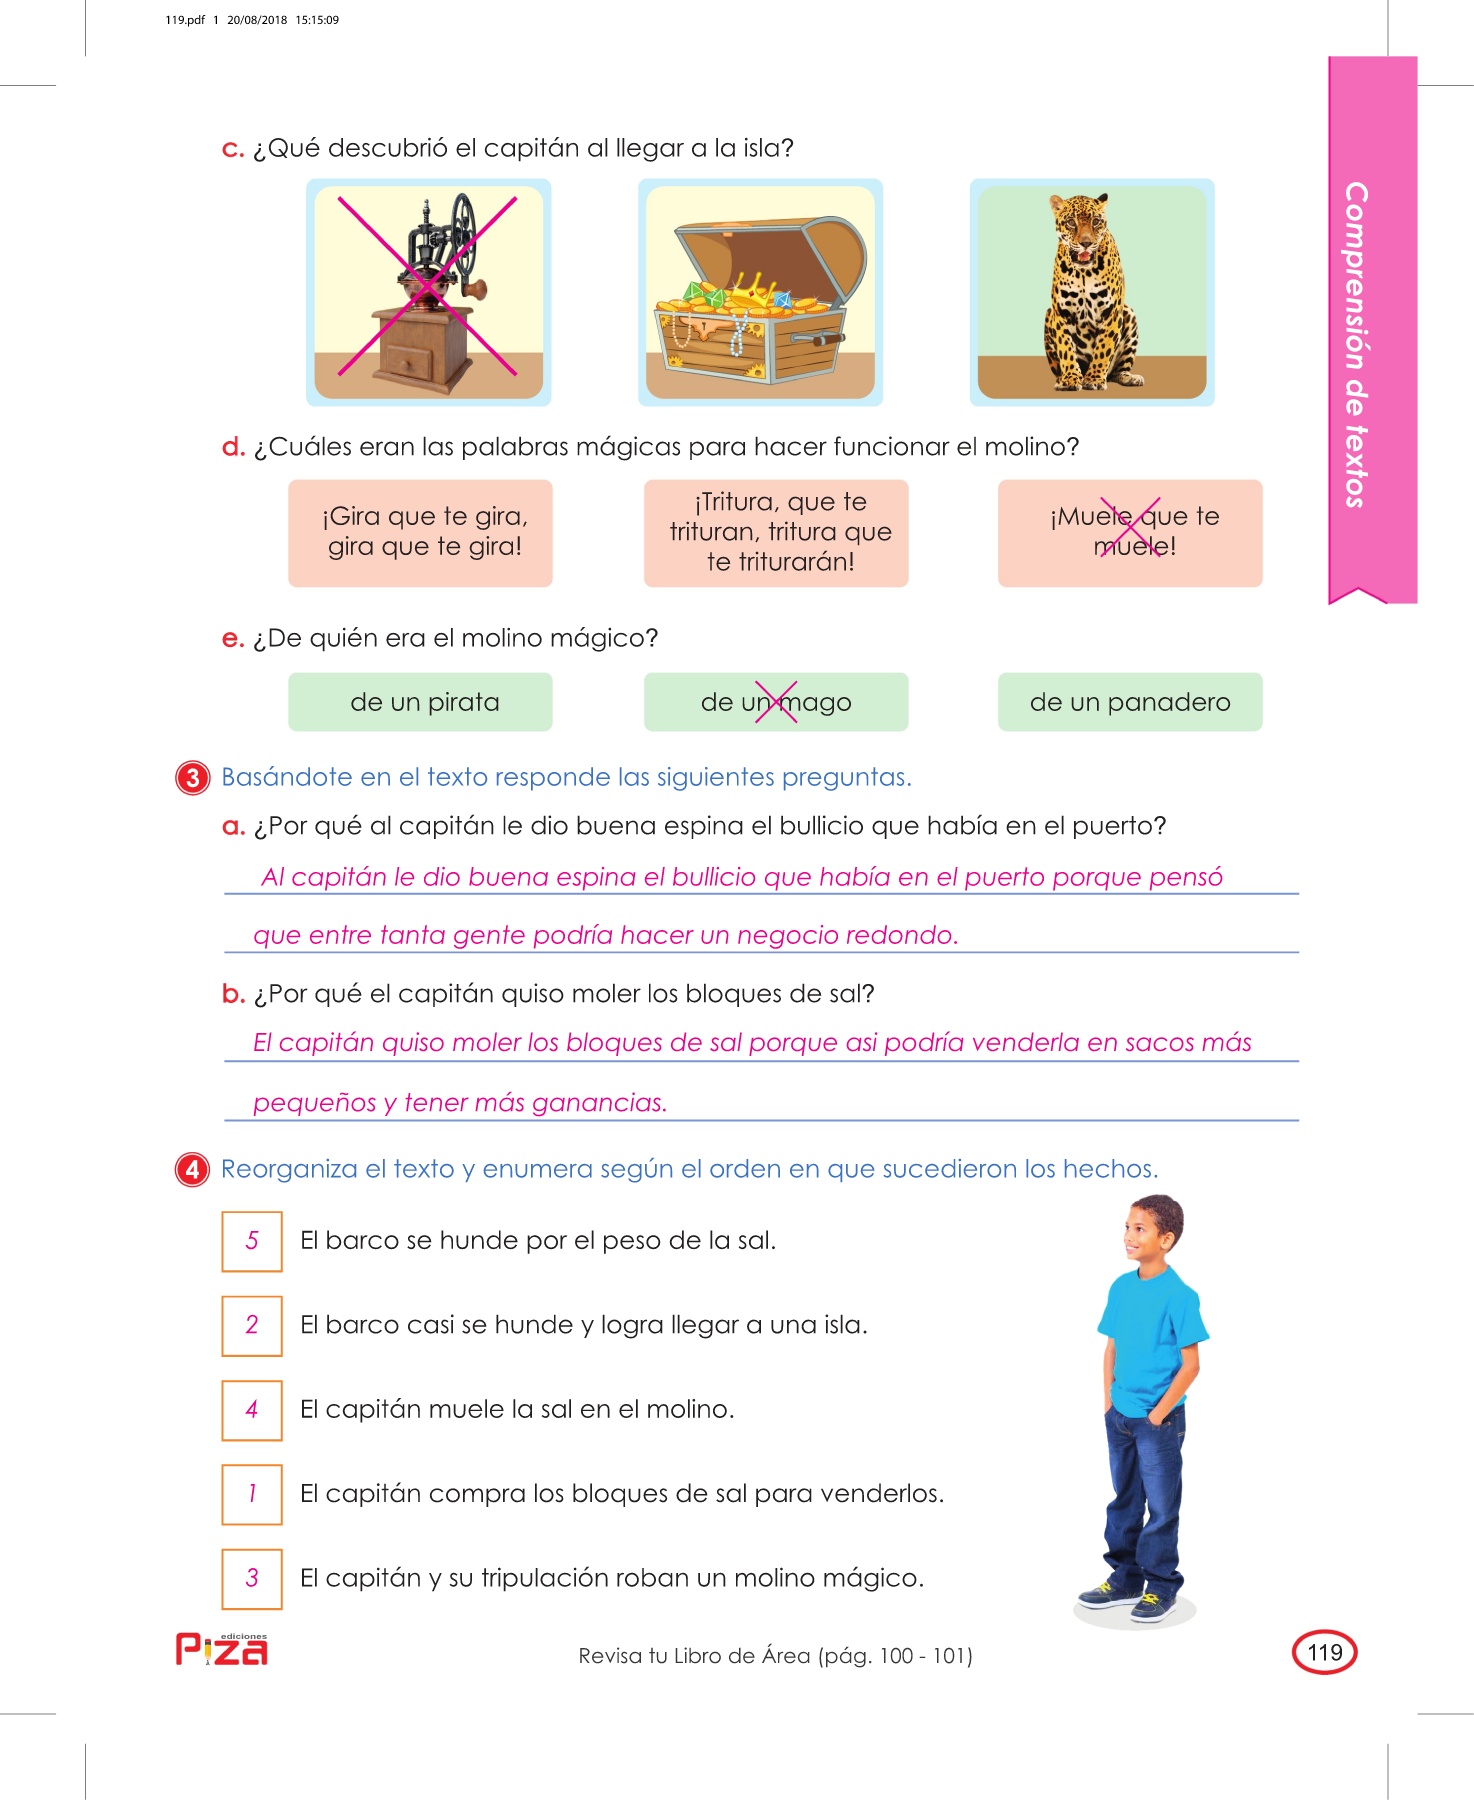 119.pdf 1 20/08/2018 15:15:09
c. ¿Qué descubrió el capitán al llegar a la isla?
d. ¿Cuáles eran las palabras mágicas para hacer funcionar el molino?
¡Gira que te gira,
gira que te gira!
¡Tritura, que te
trituran, tritura que
te triturarán!
¡Muele que te
muele!
e. ¿De quién era el molino mágico?
de un pirata
de un mago
de un panadero
3 Basándote en el texto responde las siguientes preguntas.
a. ¿Por qué al capitán le dio buena espina el bullicio que había en el puerto?
Al capitán le dio buena espina el bullicio que había en el puerto porque pensó
que entre tanta gente podría hacer un negocio redondo.
b. ¿Por qué el capitán quiso moler los bloques de sal?
El capitán quiso moler los bloques de sal porque asi podría venderla en sacos más
pequeños y tener más ganancias.
4 Reorganiza el texto y enumera según el orden en que sucedieron los hechos.
5 El barco se hunde por el peso de la sal.
2 El barco casi se hunde y logra llegar a una isla.
4 El capitán muele la sal en el molino.
1 El capitán compra los bloques de sal para venderlos.
3 El capitán y su tripulación roban un molino mágico.
ediciones
Piza
Revisa tu Libro de Área (pág. 100 - 101)
119
Comprensión de textos